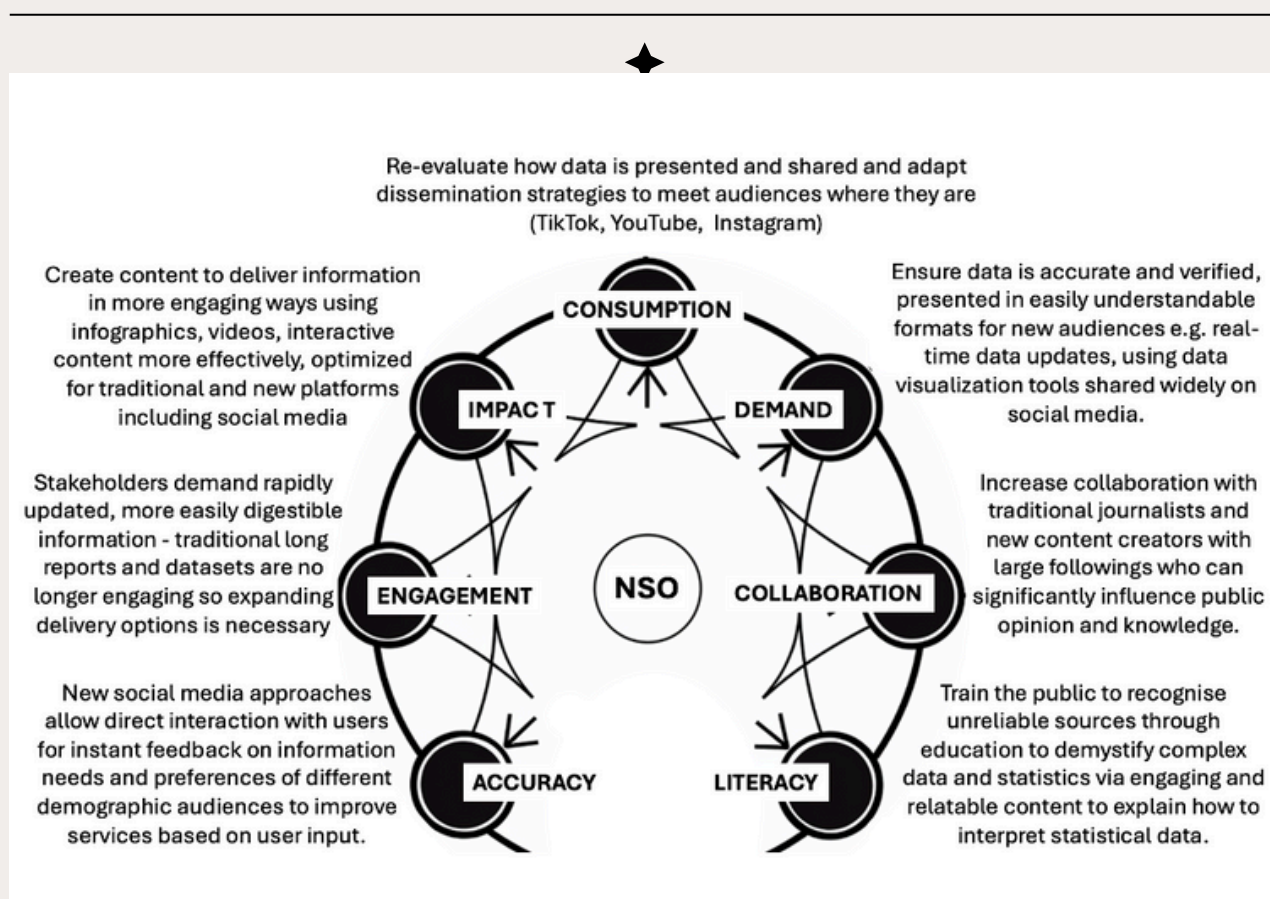 Re-evaluate how data is presented and shared and adapt
dissemination strategies to meet audiences where they are
(TikTok, YouTube, Instagram)
CONSUMPTION
Create content to deliver information
in more engaging ways using
infographics, videos, interactive
content more effectively, optimized
for traditional and new platforms
including social media
IMPACT
Ensure data is accurate and verified,
presented in easily understandable
formats for new audiences e.g. real-
time data updates, using data
visualization tools shared widely on
social media.
DEMAND
Stakeholders demand rapidly
updated, more easily digestible
information - traditional long
reports and datasets are no
longer engaging so expanding
delivery options is necessary
ENGAGEMENT
NSO
COLLABORATION
Increase collaboration with
traditional journalists and
new content creators with
large followings who can
significantly influence public
opinion and knowledge.
New social media approaches
allow direct interaction with users
for instant feedback on information
needs and preferences of different
demographic audiences to improve
services based on user input.
ACCURACY
LITERACY
Train the public to recognise
unreliable sources through
education to demystify complex
data and statistics via engaging and
relatable content to explain how to
interpret statistical data.